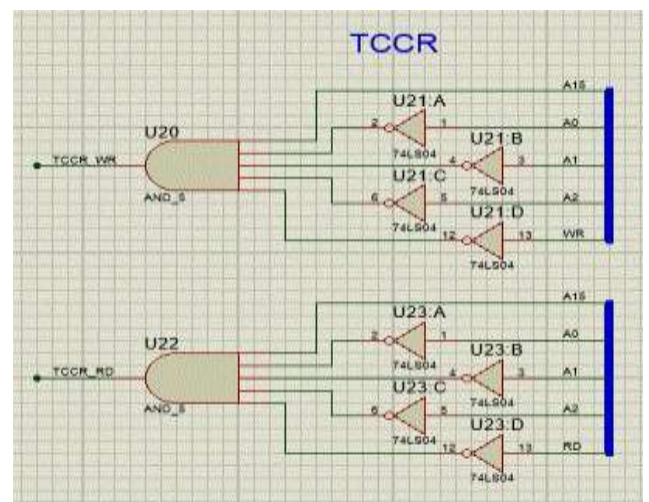 TCCR
A15
U21:A
2 1 A0
U20
U21:B
74LS04
TCCR_WR
4 3 A1
U21:C
74LS04
AND_5
6 5 A2
U21:D
74LS04
12 13 WR
74LS04
A15
U23:A
2 1 A0
U22
U23:B
74LS04
TCCR_RD
4 3 A1
U23:C
74LS04
AND_5
6 5 A2
U23:D
74LS04
12 13 RD
74LS04